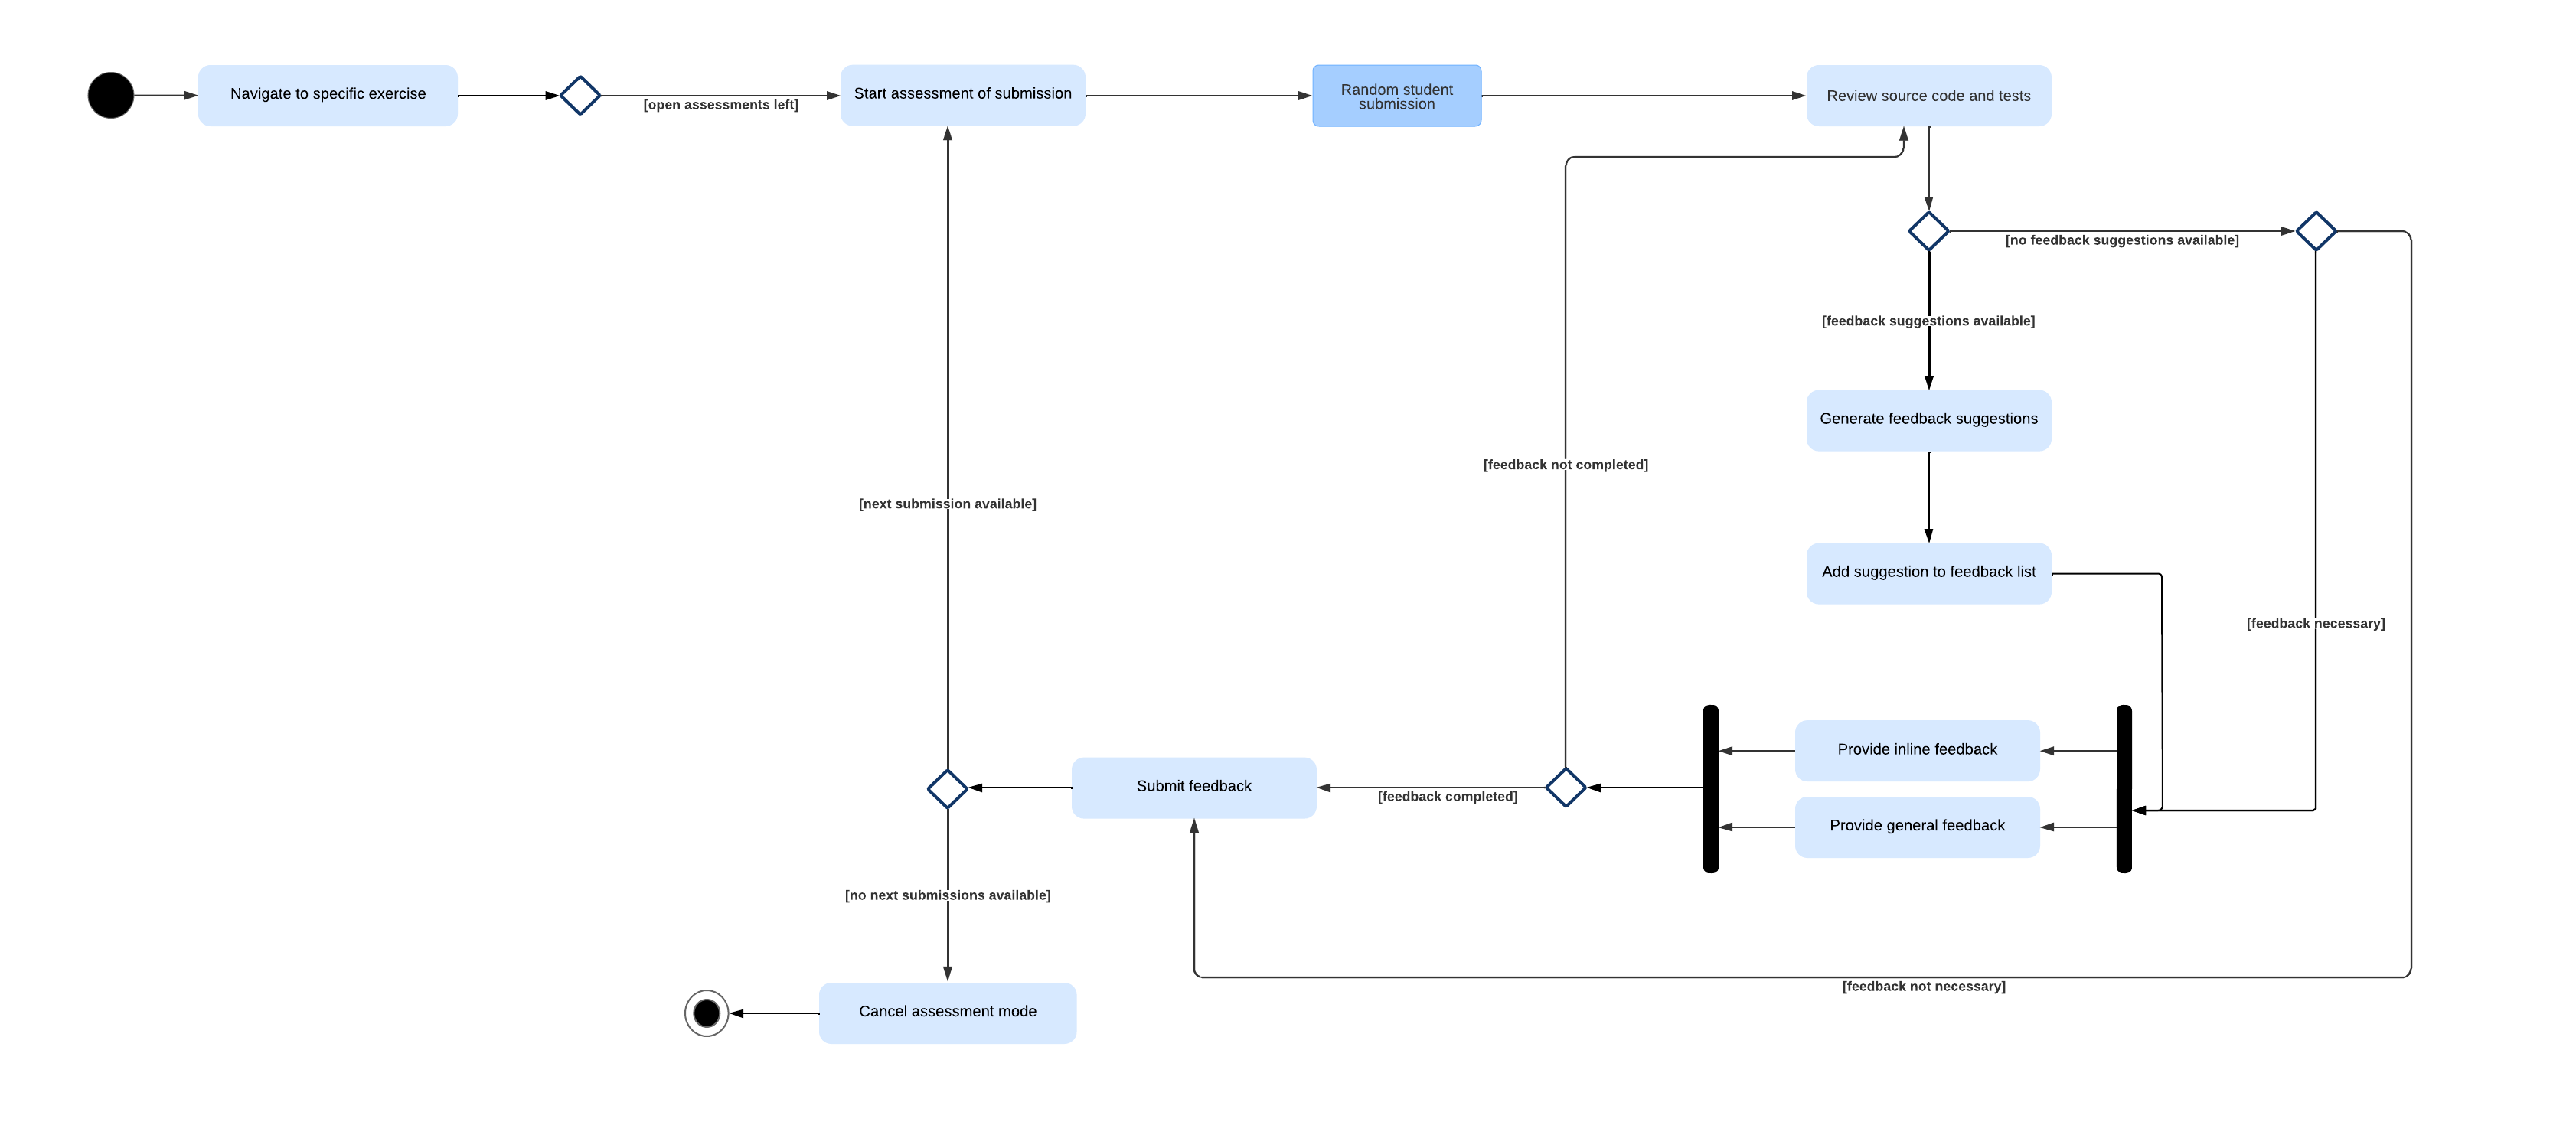 Navigate to specific exercise
[open assessments left]
Start assessment of submission
Random student
submission
Review source code and tests
[no feedback suggestions available]
[feedback suggestions available]
Generate feedback suggestions
[feedback not completed]
[next submission available]
Add suggestion to feedback list
[feedback necessary]
Provide inline feedback
Submit feedback
[feedback completed]
Provide general feedback
[no next submissions available]
[feedback not necessary]
Cancel assessment mode